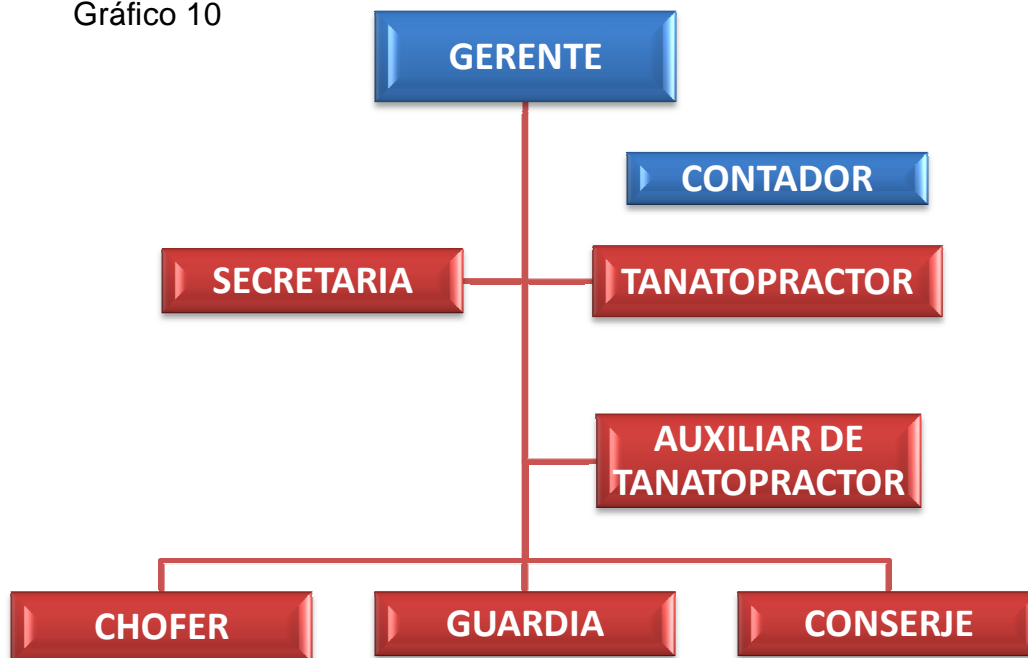 Gráfico 10
GERENTE
CONTADOR
SECRETARIA
TANATOPRACTOR
AUXILIAR DE
TANATOPRACTOR
CHOFER
GUARDIA
CONSERJE